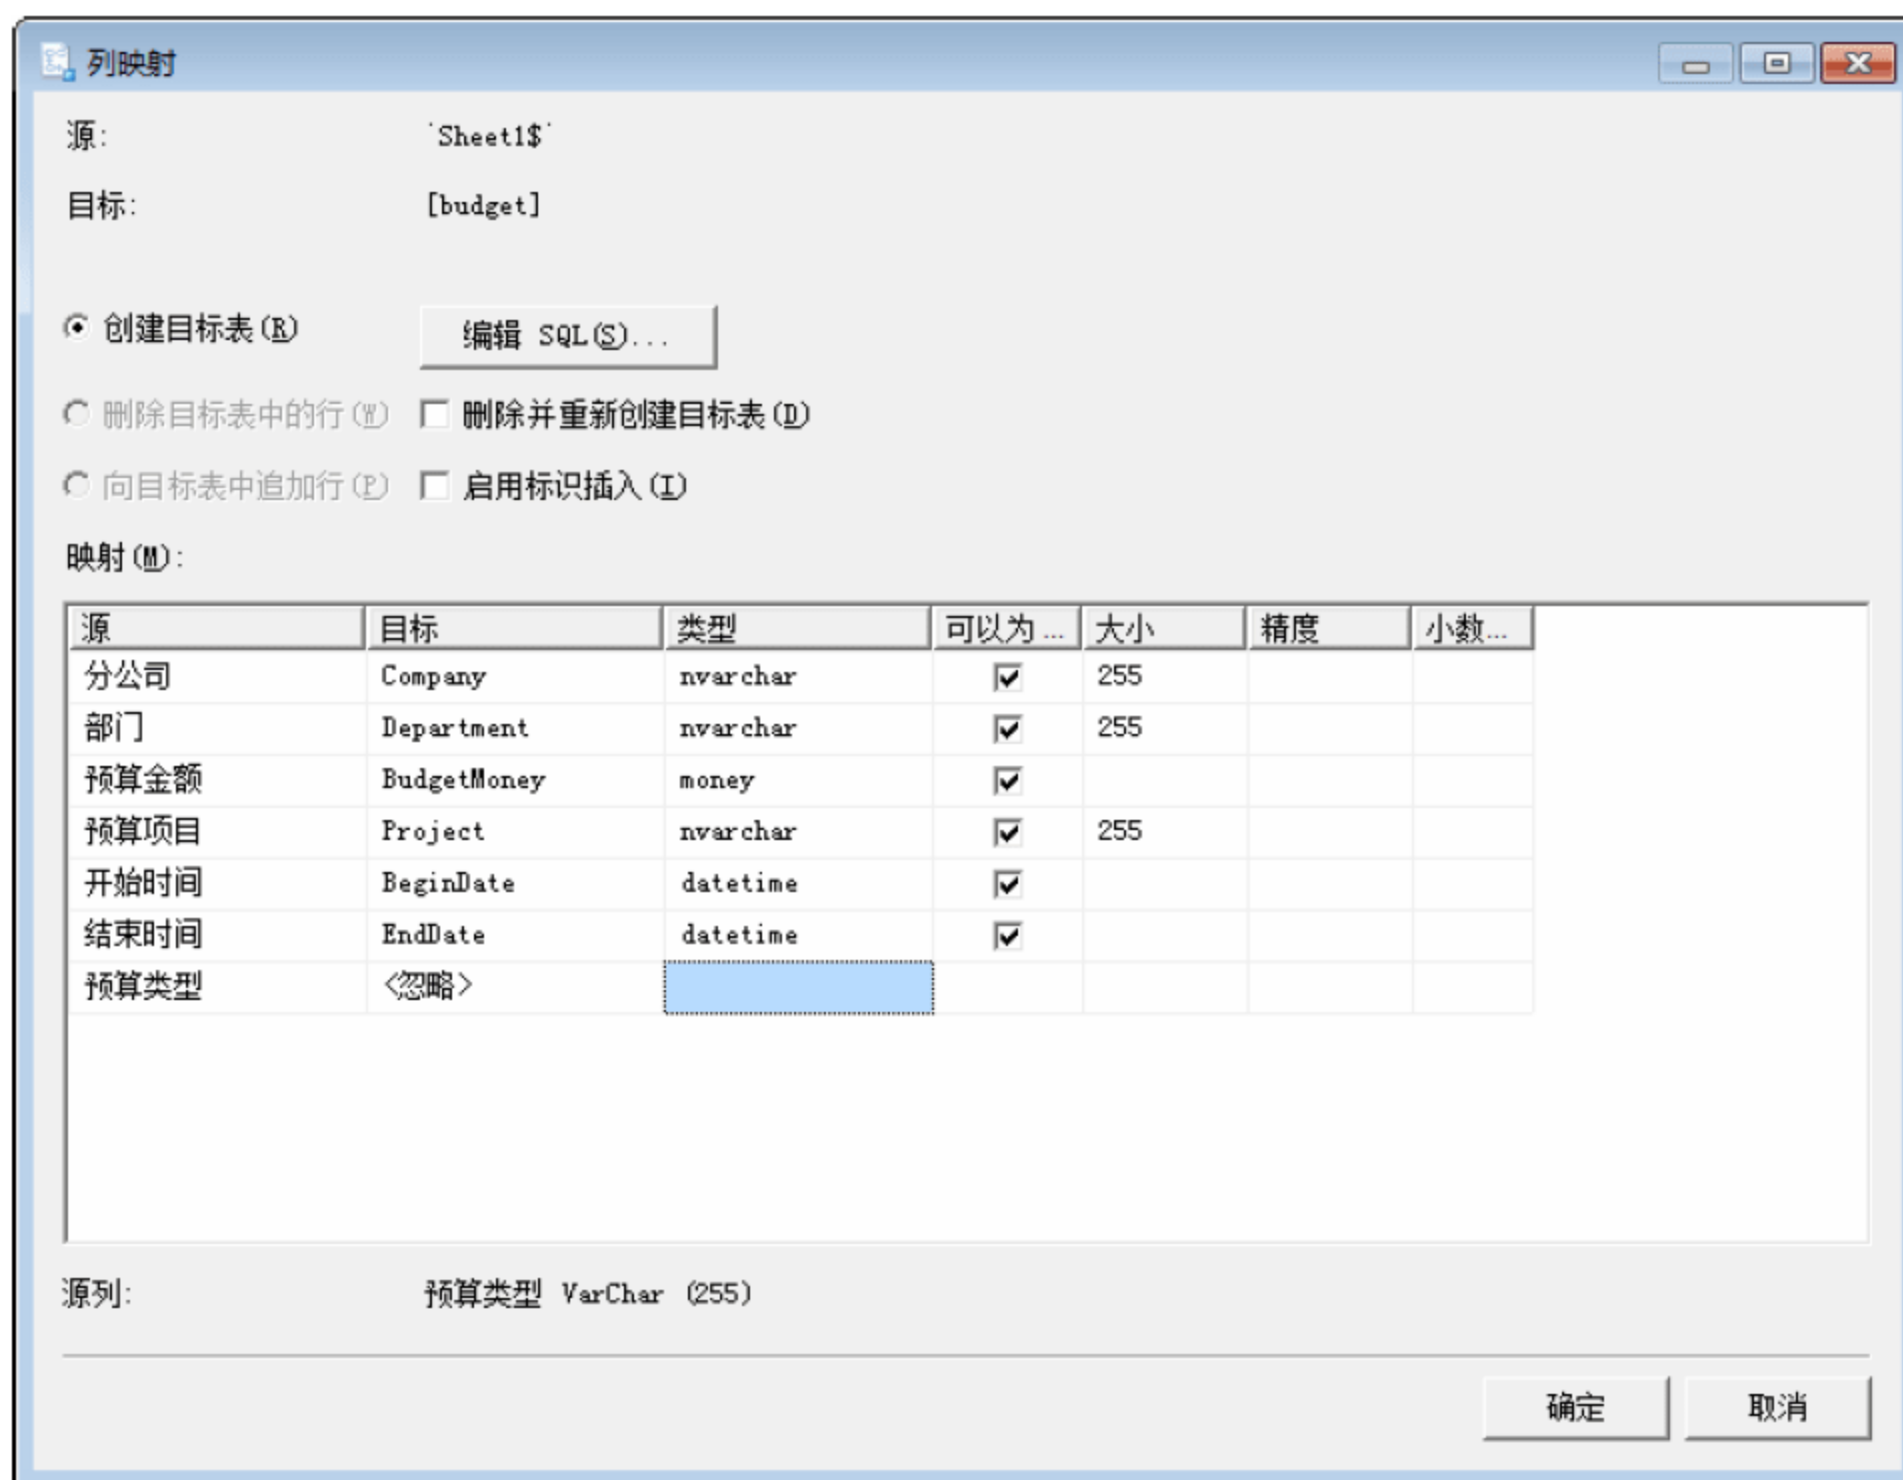 列映射
源: `Sheet1$`
目标: [budget]
创建目标表(R) 编辑 SQL(S)...
删除目标表中的行(W) 删除并重新创建目标表(D)
向目标表中追加行(P) 启用标识插入(I)
映射(M):
源 目标 类型 可以为 ... 大小 精度 小数...
分公司 Company nvarchar 255
部门 Department nvarchar 255
预算金额 BudgetMoney money
预算项目 Project nvarchar 255
开始时间 BeginDate datetime
结束时间 EndDate datetime
预算类型 <忽略>
源列: 预算类型 VarChar (255)
确定 取消